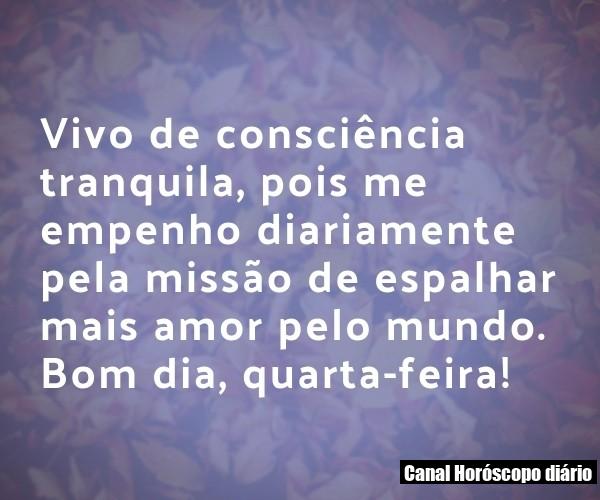 Vivo de consciência
tranquila, pois me
empenho diariamente
pela missão de espalhar
mais amor pelo mundo.
Bom dia, quarta-feira!
Canal Horóscopo diário